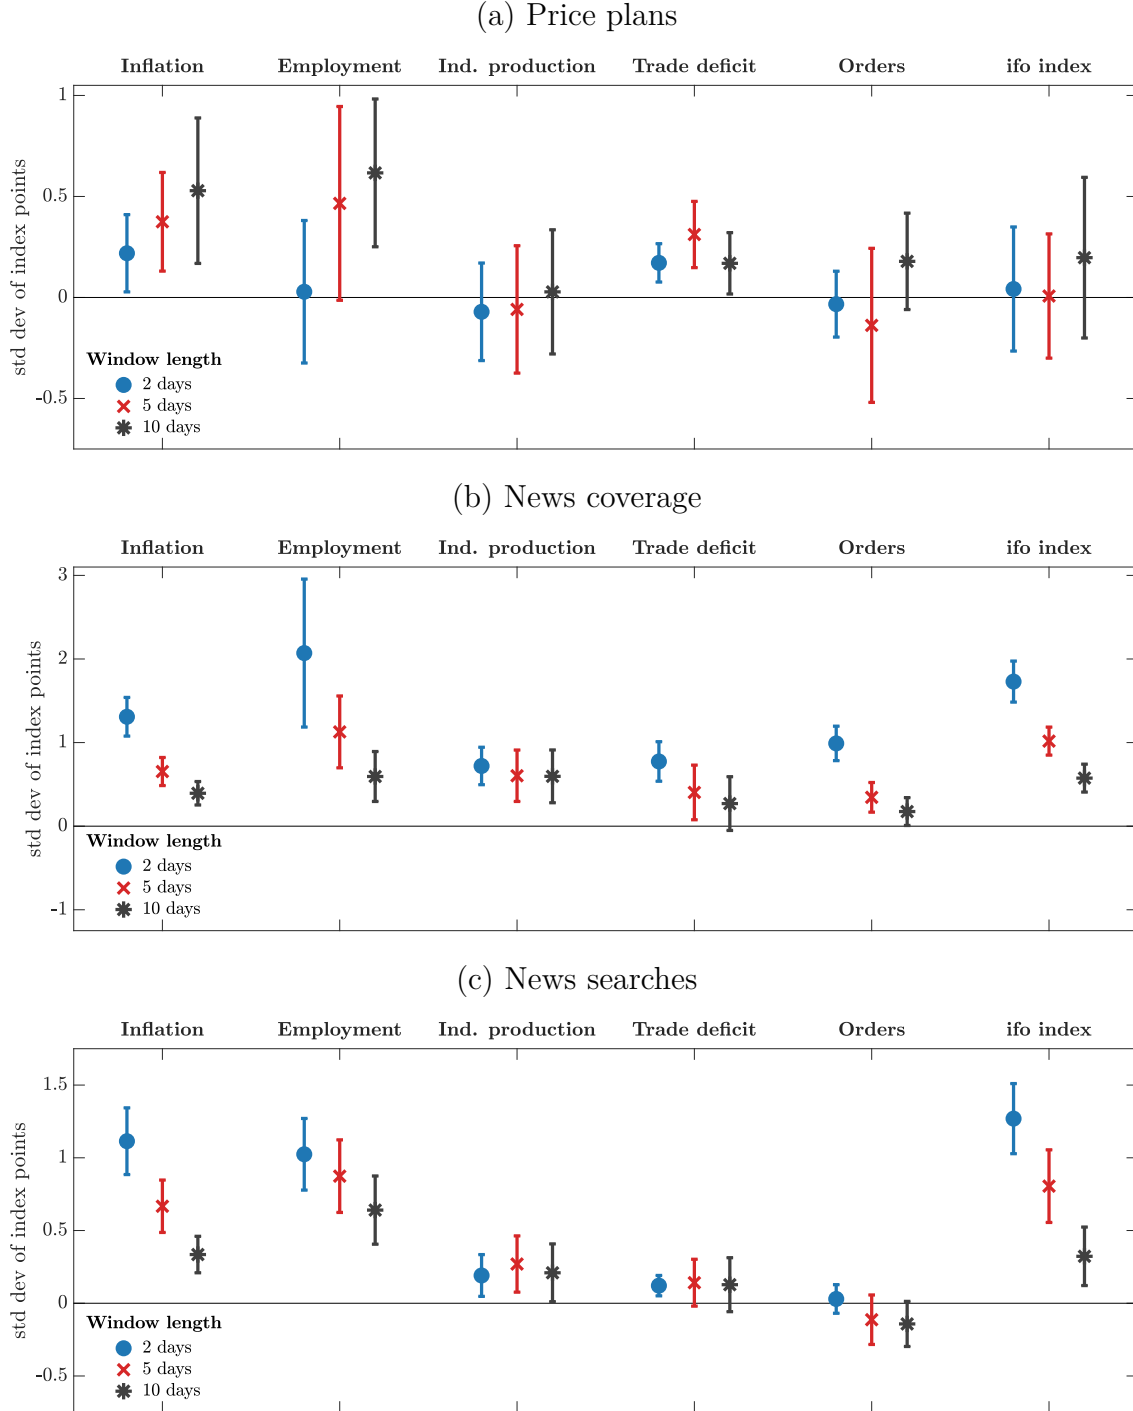 (a) Price plans
Inflation Employment Ind. production Trade deficit Orders ifo index
std dev of index points
1
0.5
0
-0.5
Window length
2 days
5 days
10 days
(b) News coverage
Inflation Employment Ind. production Trade deficit Orders ifo index
std dev of index points
3
2
1
0
-1
Window length
2 days
5 days
10 days
(c) News searches
Inflation Employment Ind. production Trade deficit Orders ifo index
std dev of index points
1.5
1
0.5
0
-0.5
Window length
2 days
5 days
10 days